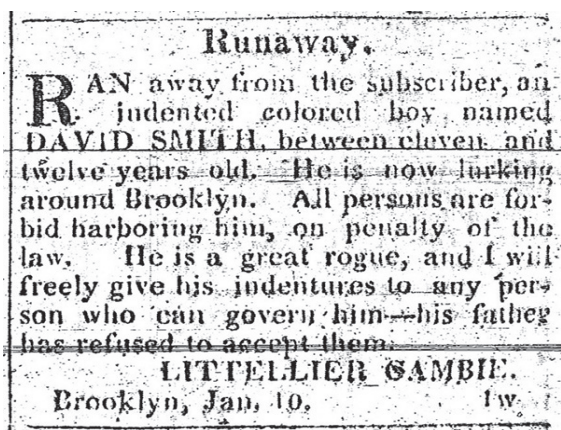 Runaway.
RAN away from the subscriber, an
indented colored boy named
DAVID SMITH, between eleven and
twelve years old. He is now lurking
around Brooklyn. All persons are for-
bid harboring him, on penalty of the
law. He is a great rogue, and I will
freely give his indentures to any per-
son who can govern him—his father
has refused to accept them.
LITTELLIER GAMBIE.
Brooklyn, Jan. 10. 1w.